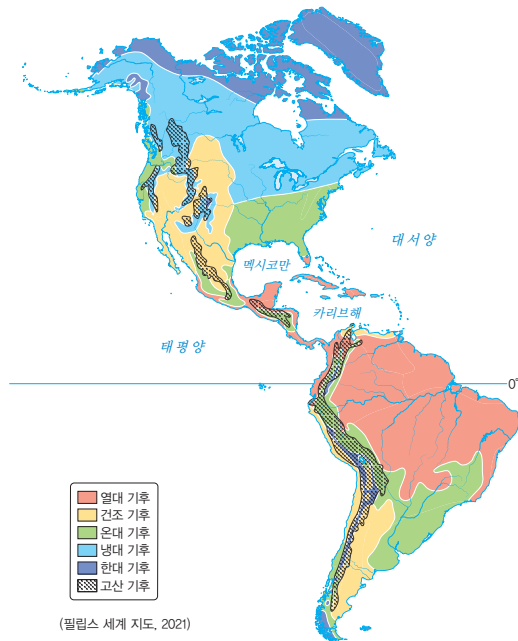 대서양
멕시코만
카리브해
태평양
0°
열대 기후
건조 기후
온대 기후
냉대 기후
한대 기후
고산 기후
(필립스 세계 지도, 2021)